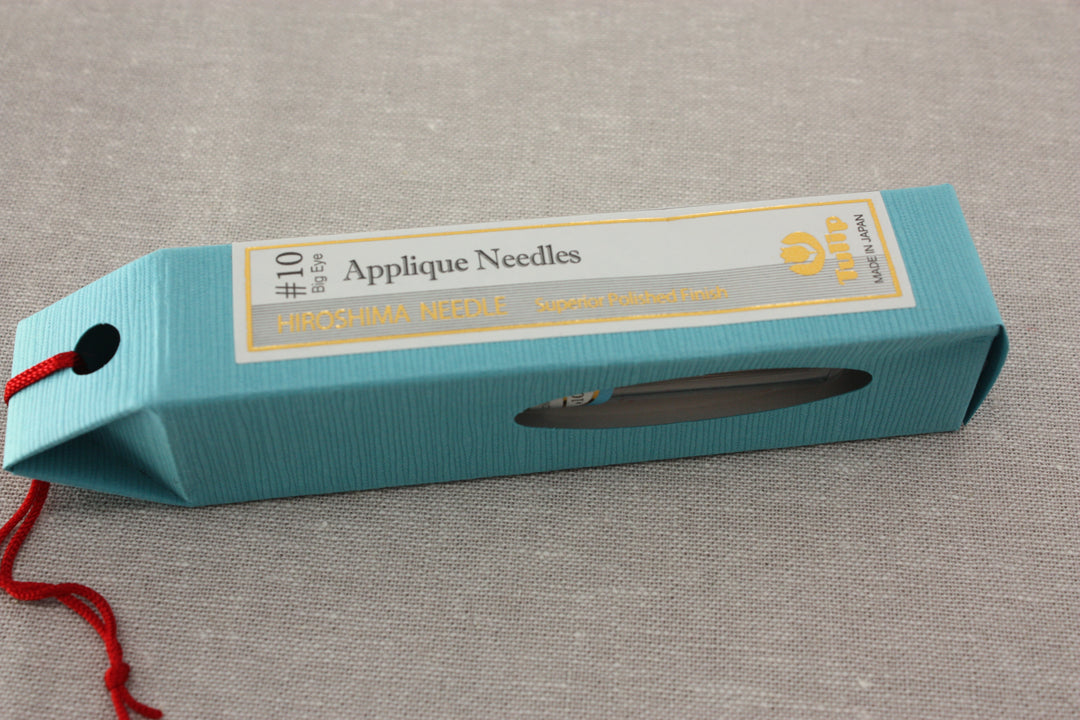 #10
Big Eye
Applique Needles
HIROSHIMA NEEDLE Superior Polished Finish
Tulip
MADE IN JAPAN